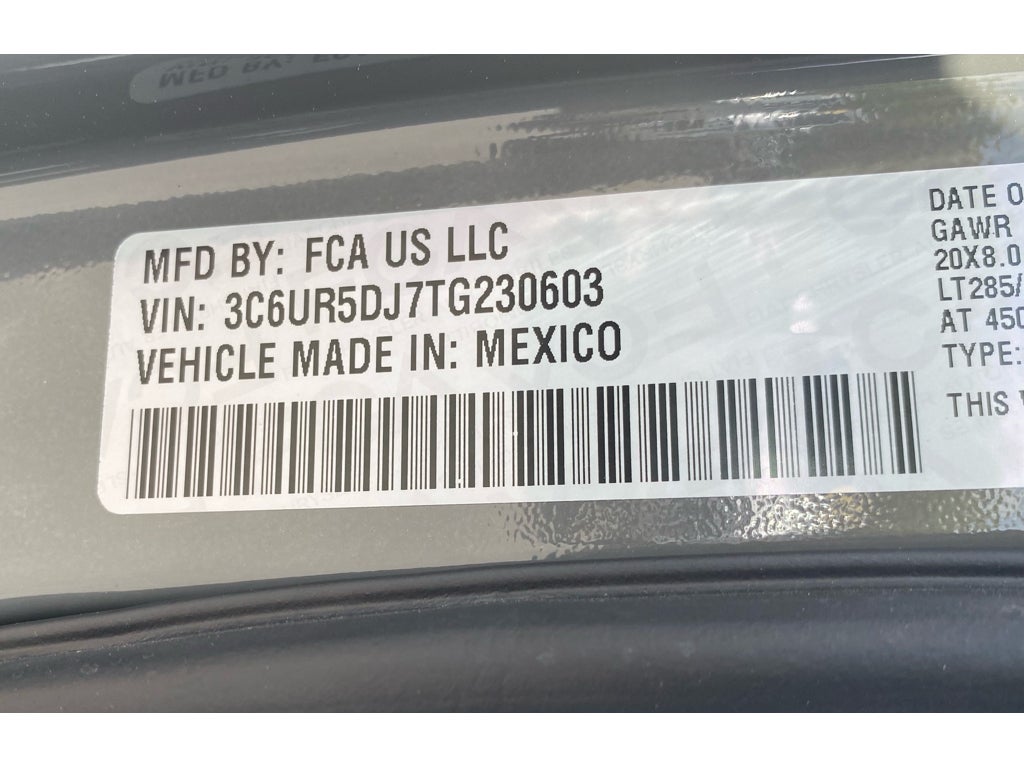 MFD BY: FCA US LLC
VIN: 3C6UR5DJ7TG230603
VEHICLE MADE IN: MEXICO
DATE O
GAWR
20X8.0
LT285/
AT 450
TYPE:
THIS